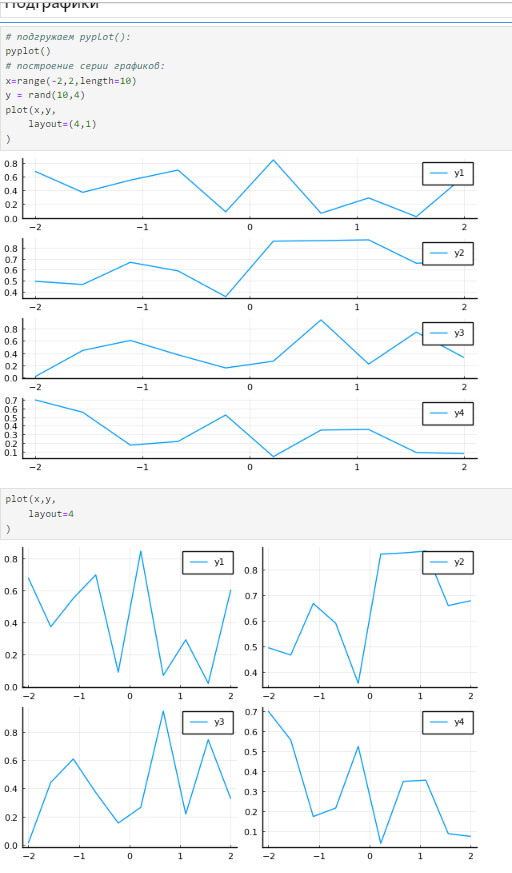 Подграфики
# подгружаем pyplot():
pyplot()
# построение серии графиков:
x=range(-2,2,length=10)
y = rand(10,4)
plot(x,y,
layout=(4,1)
)
0.8
0.6
0.4
0.2
0.0
y1
−2 −1 0 1 2
0.8
0.7
0.6
0.5
0.4
y2
−2 −1 0 1 2
0.8
0.6
0.4
0.2
0.0
y3
−2 −1 0 1 2
0.7
0.6
0.5
0.4
0.3
0.2
0.1
y4
−2 −1 0 1 2
plot(x,y,
layout=4
)
0.8
0.6
0.4
0.2
0.0
y1
−2 −1 0 1 2
0.8
0.7
0.6
0.5
0.4
y2
−2 −1 0 1 2
0.8
0.6
0.4
0.2
0.0
y3
−2 −1 0 1 2
0.7
0.6
0.5
0.4
0.3
0.2
0.1
y4
−2 −1 0 1 2